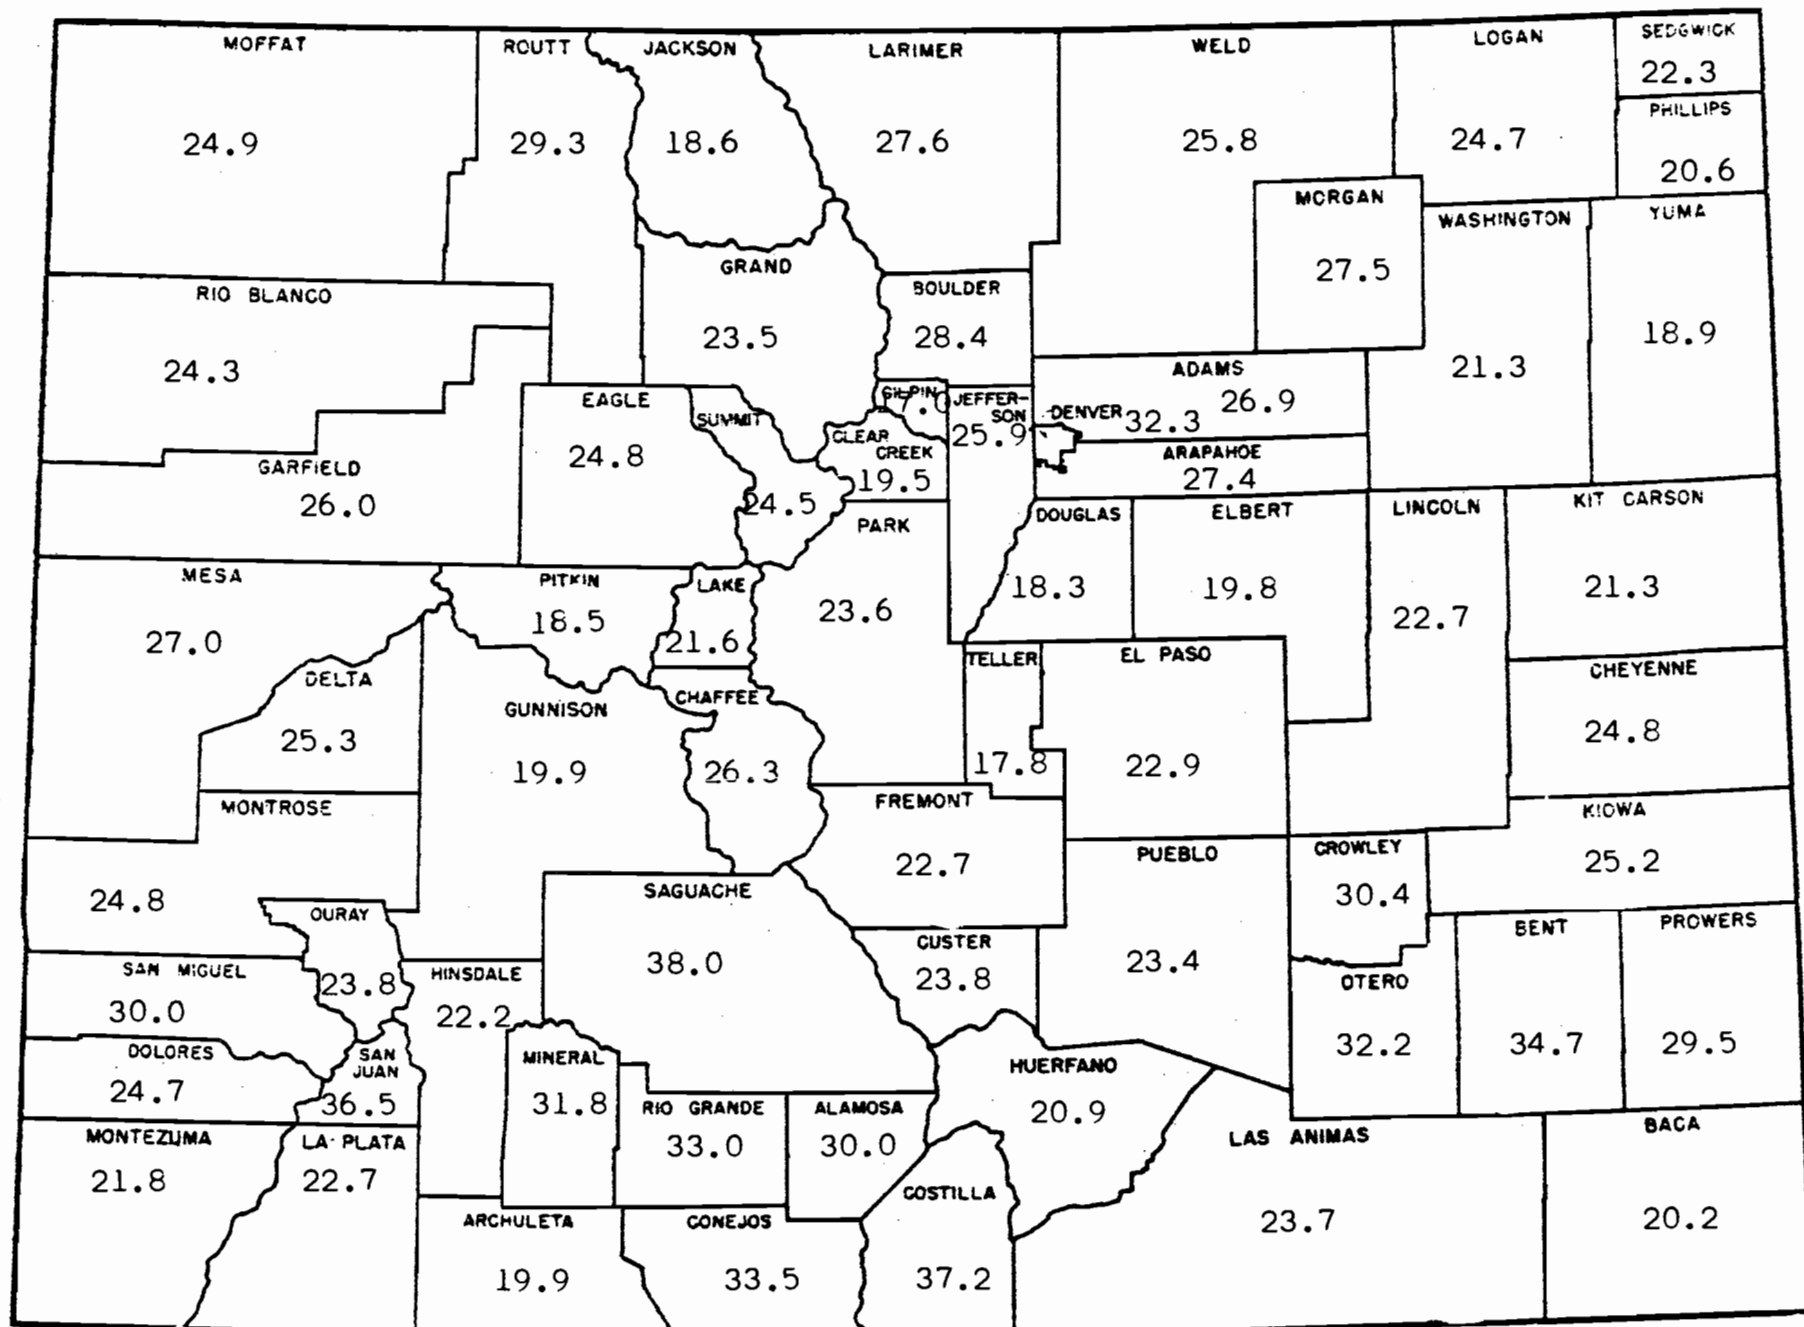 MOFFAT
24.9
ROUTT
29.3
JACKSON
18.6
LARIMER
27.6
WELD
25.8
LOGAN
24.7
SEDGWICK
22.3
PHILLIPS
20.6
MORGAN
27.5
WASHINGTON
21.3
YUMA
18.9
RIO BLANCO
24.3
GRAND
23.5
BOULDER
28.4
ADAMS
26.9
GARFIELD
26.0
EAGLE
24.8
SUMMIT
24.5
GILPIN
CLEAR
CREEK
19.5
JEFFER-
SON
25.9
DENVER
32.3
ARAPAHOE
27.4
MESA
27.0
PITKIN
18.5
LAKE
21.6
PARK
23.6
DOUGLAS
18.3
ELBERT
19.8
LINCOLN
22.7
KIT CARSON
21.3
DELTA
25.3
GUNNISON
19.9
CHAFFEE
26.3
TELLER
17.8
EL PASO
22.9
CHEYENNE
24.8
MONTROSE
24.8
FREMONT
22.7
PUEBLO
23.4
CROWLEY
30.4
KIOWA
25.2
OURAY
23.8
SAGUACHE
38.0
CUSTER
23.8
OTERO
32.2
BENT
34.7
PROWERS
29.5
SAN MIGUEL
30.0
HINSDALE
22.2
DOLORES
24.7
SAN
JUAN
36.5
MINERAL
31.8
RIO GRANDE
33.0
ALAMOSA
30.0
HUERFANO
20.9
MONTEZUMA
21.8
LA PLATA
22.7
ARCHULETA
19.9
CONEJOS
33.5
COSTILLA
37.2
LAS ANIMAS
23.7
BACA
20.2